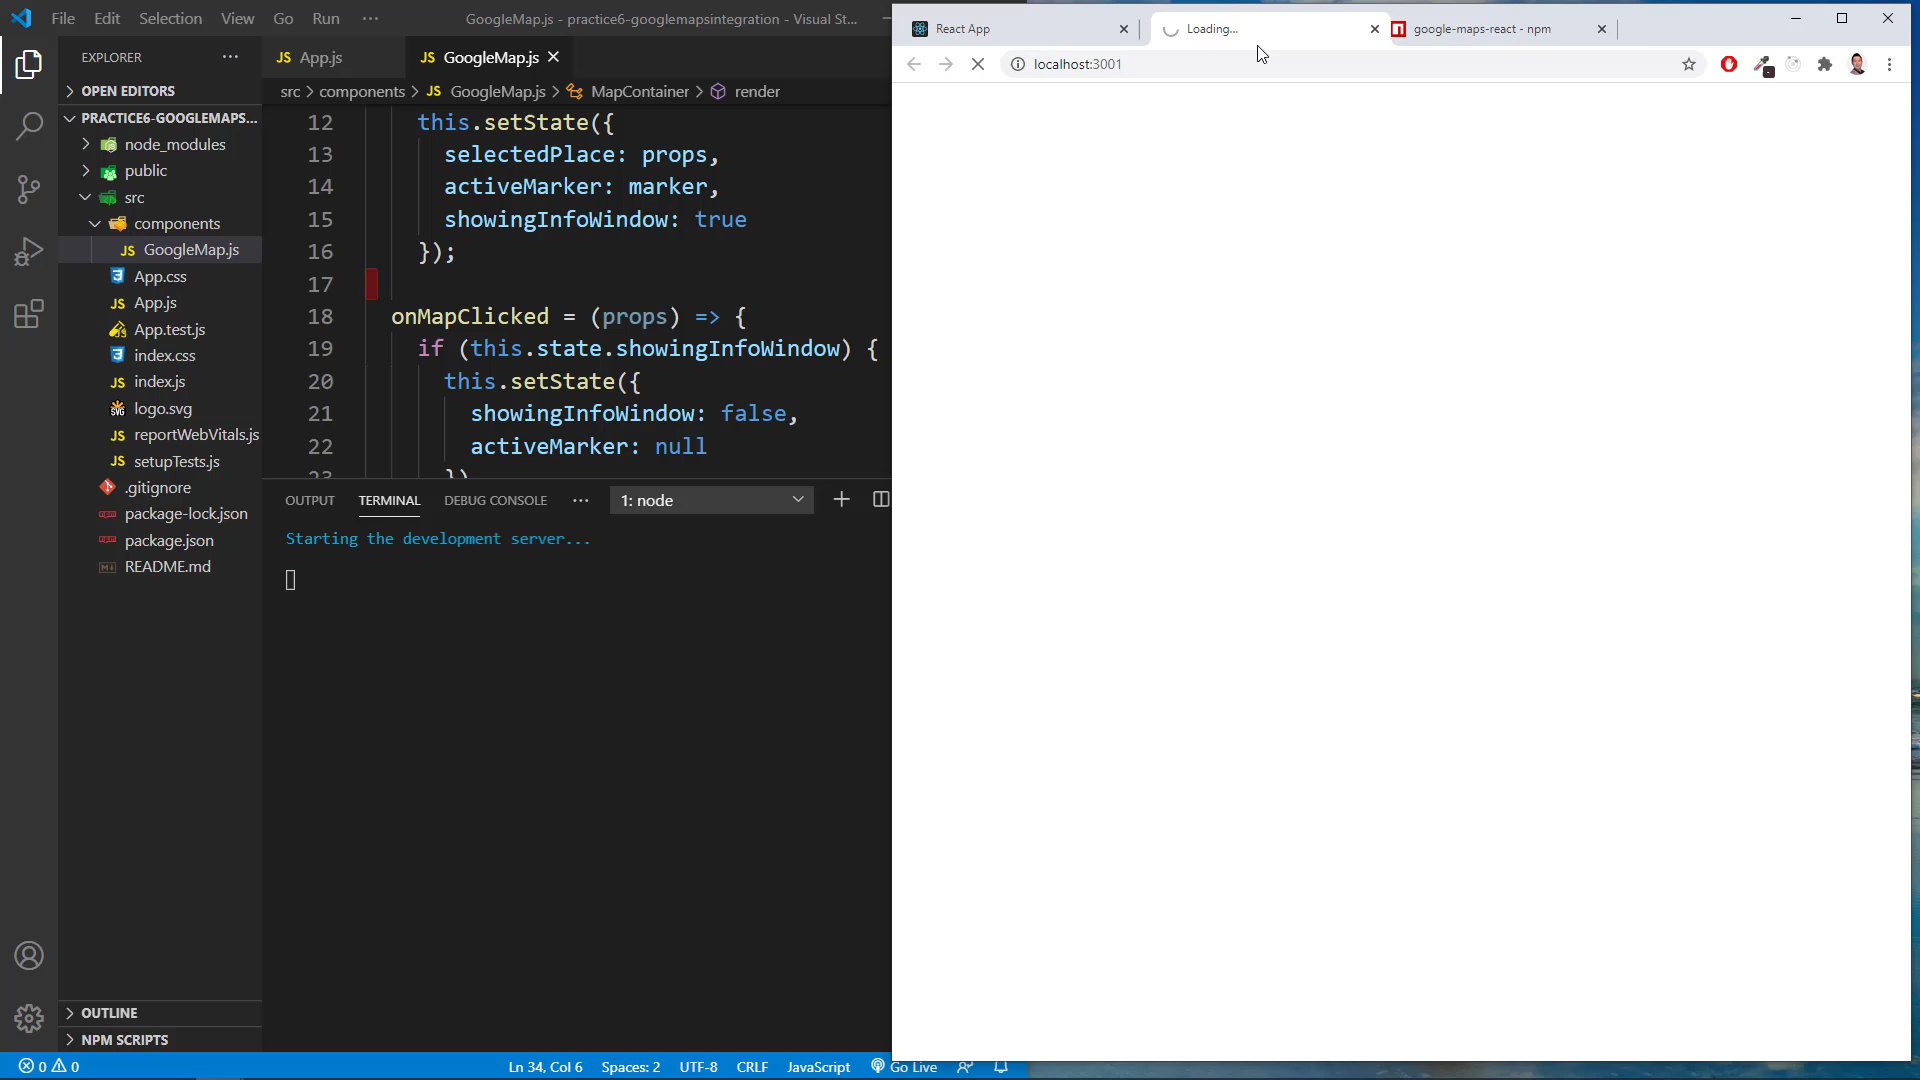 File Edit Selection View Go Run ··· GoogleMap.js - practice6-googlemapsintegration - Visual St...
EXPLORER ···
OPEN EDITORS
PRACTICE6-GOOGLEMAPS...
node_modules
public
src
components
JS GoogleMap.js
App.css
JS App.js
App.test.js
index.css
JS index.js
logo.svg
JS reportWebVitals.js
JS setupTests.js
.gitignore
package-lock.json
package.json
README.md
OUTLINE
NPM SCRIPTS
JS App.js JS GoogleMap.js
src > components > JS GoogleMap.js > MapContainer > render
12 this.setState({
13 selectedPlace: props,
14 activeMarker: marker,
15 showingInfoWindow: true
16 });
17
18 onMapClicked = (props) => {
19 if (this.state.showingInfoWindow) {
20 this.setState({
21 showingInfoWindow: false,
22 activeMarker: null
23 })
OUTPUT TERMINAL DEBUG CONSOLE ··· 1: node
Starting the development server...
0 0 Ln 34, Col 6 Spaces: 2 UTF-8 CRLF JavaScript Go Live
React App Loading... google-maps-react - npm
localhost:3001